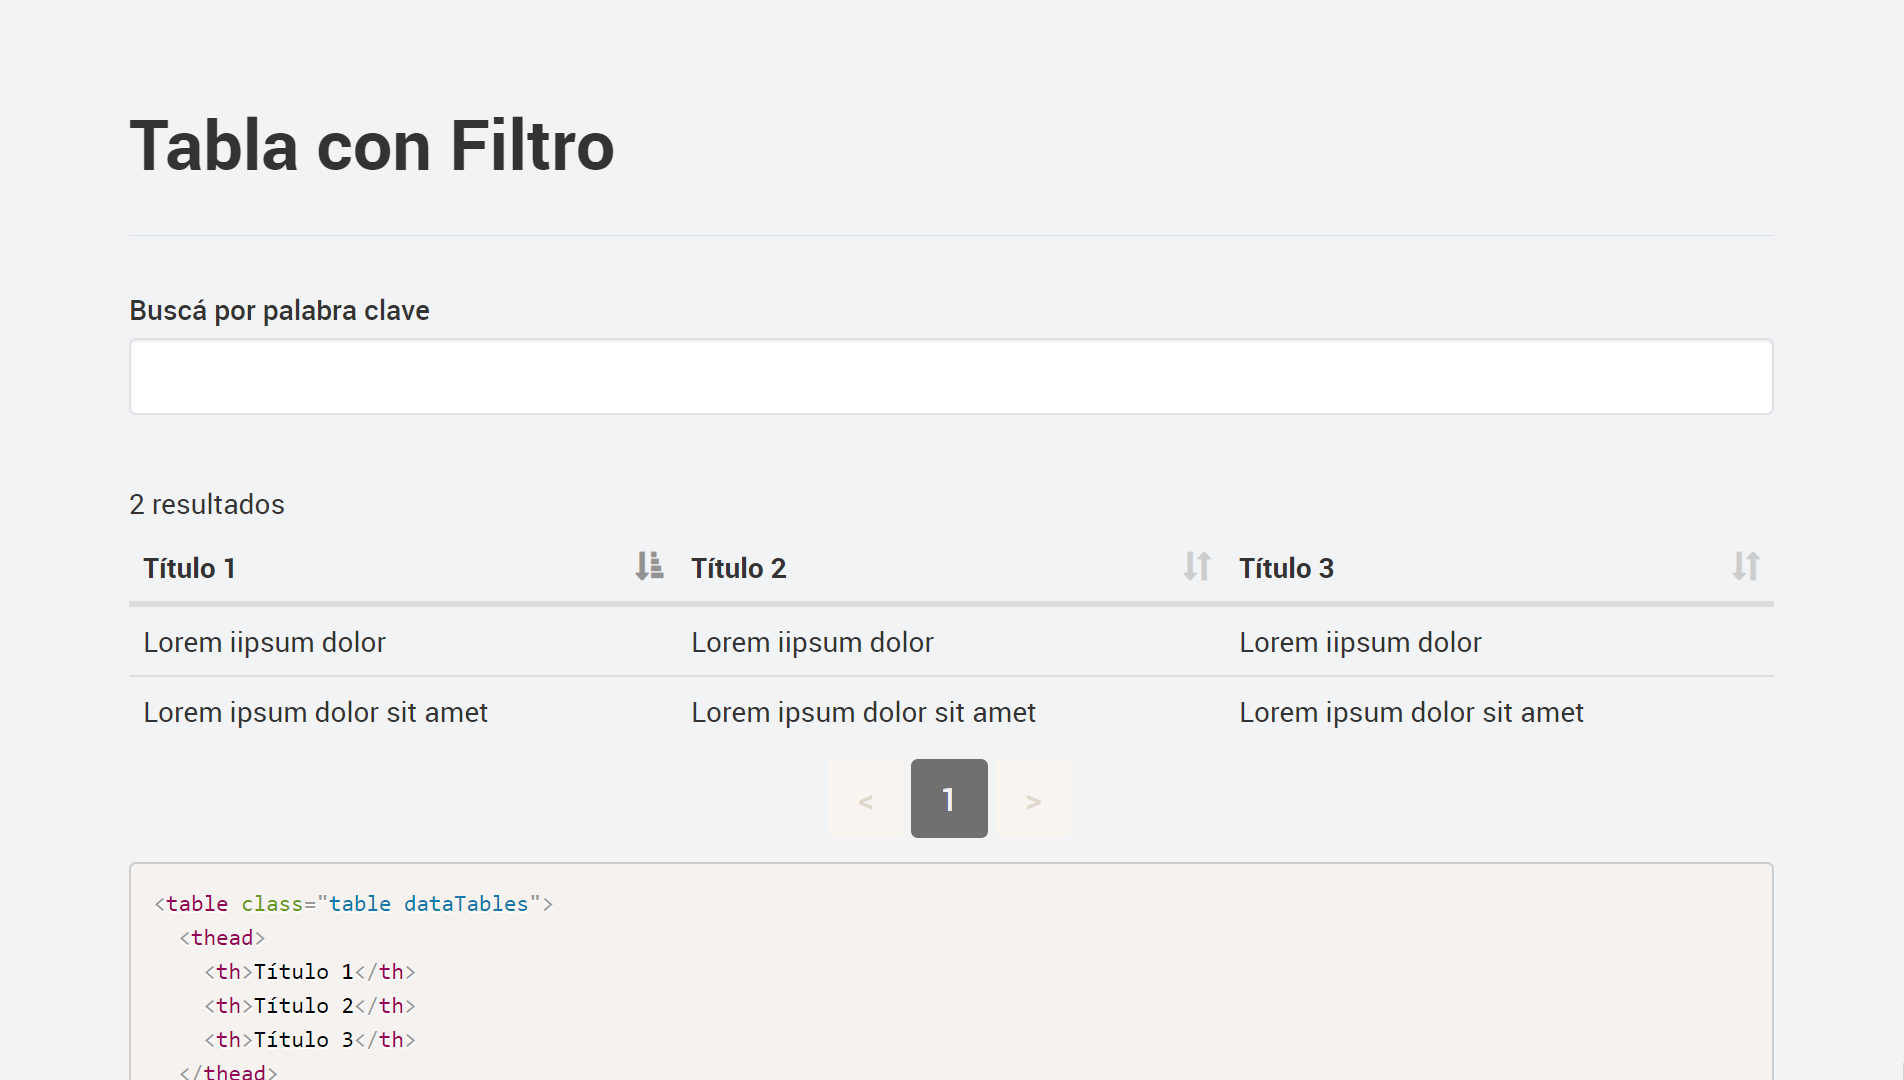 Tabla con Filtro
Buscá por palabra clave
2 resultados
Título 1 Título 2 Título 3
Lorem iipsum dolor Lorem iipsum dolor Lorem iipsum dolor
Lorem ipsum dolor sit amet Lorem ipsum dolor sit amet Lorem ipsum dolor sit amet
< 1 >
<table class="table dataTables">
<thead>
<th>Título 1</th>
<th>Título 2</th>
<th>Título 3</th>
</thead>